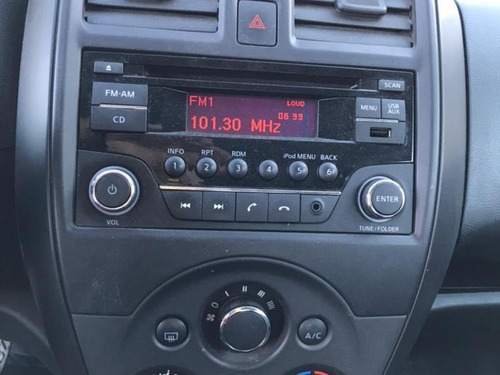 SCAN
FM·AM
FM1 LOUD
06:39
101.30 MHz
MENU USB AUX
CD
INFO RPT RDM iPod MENU BACK
1 2 3 4 5 6
VOL
ENTER
TUNE/FOLDER
A/C